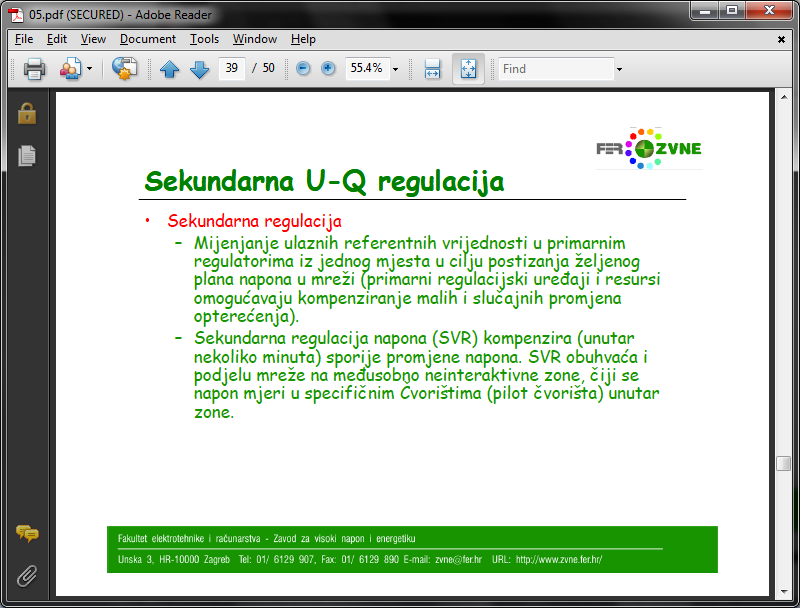 05.pdf (SECURED) - Adobe Reader
File Edit View Document Tools Window Help
39 / 50 55.4% Find
FER ZVNE
Sekundarna U-Q regulacija
• Sekundarna regulacija
– Mijenjanje ulaznih referentnih vrijednosti u primarnim
regulatorima iz jednog mjesta u cilju postizanja željenog
plana napona u mreži (primarni regulacijski uređaji i resursi
omogućavaju kompenziranje malih i slučajnih promjena
opterećenja).
– Sekundarna regulacija napona (SVR) kompenzira (unutar
nekoliko minuta) sporije promjene napona. SVR obuhvaća i
podjelu mreže na međusobno neinteraktivne zone, čiji se
napon mjeri u specifičnim Čvorištima (pilot čvorišta) unutar
zone.
Fakultet elektrotehnike i računarstva - Zavod za visoki napon i energetiku
Unska 3, HR-10000 Zagreb Tel: 01/ 6129 907, Fax: 01/ 6129 890 E-mail: zvne@fer.hr URL: http://www.zvne.fer.hr/